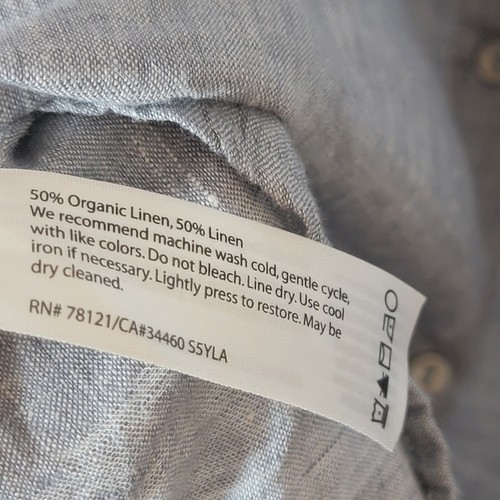 50% Organic Linen, 50% Linen
We recommend machine wash cold, gentle cycle,
with like colors. Do not bleach. Line dry. Use cool
iron if necessary. Lightly press to restore. May be
dry cleaned.
RN# 78121/CA#34460 S5YLA